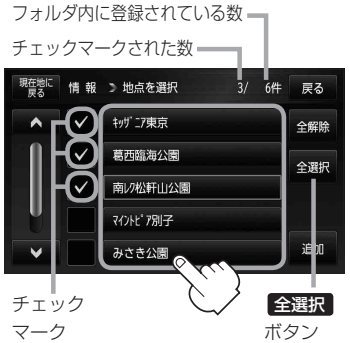 フォルダ内に登録されている数
チェックマークされた数
現在地に
戻る
情 報
地点を選択
3/ 6件
戻る
キッザニア東京
全解除
葛西臨海公園
全選択
南レク松軒山公園
マイントピア別子
みさき公園
追加
チェック
マーク
全選択
ボタン